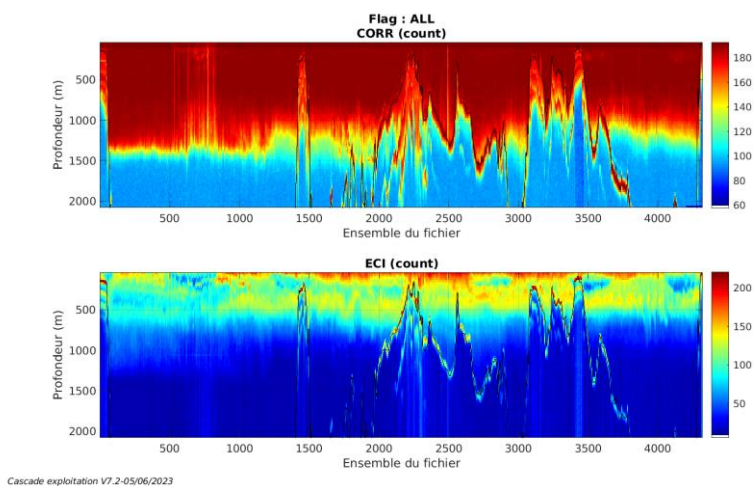 Flag : ALL
CORR (count)
Profondeur (m)
500
1000
1500
2000
500 1000 1500 2000 2500 3000 3500 4000
Ensemble du fichier
180
160
140
120
100
80
60
ECI (count)
Profondeur (m)
500
1000
1500
2000
500 1000 1500 2000 2500 3000 3500 4000
Ensemble du fichier
200
150
100
50
Cascade exploitation V7.2-05/06/2023